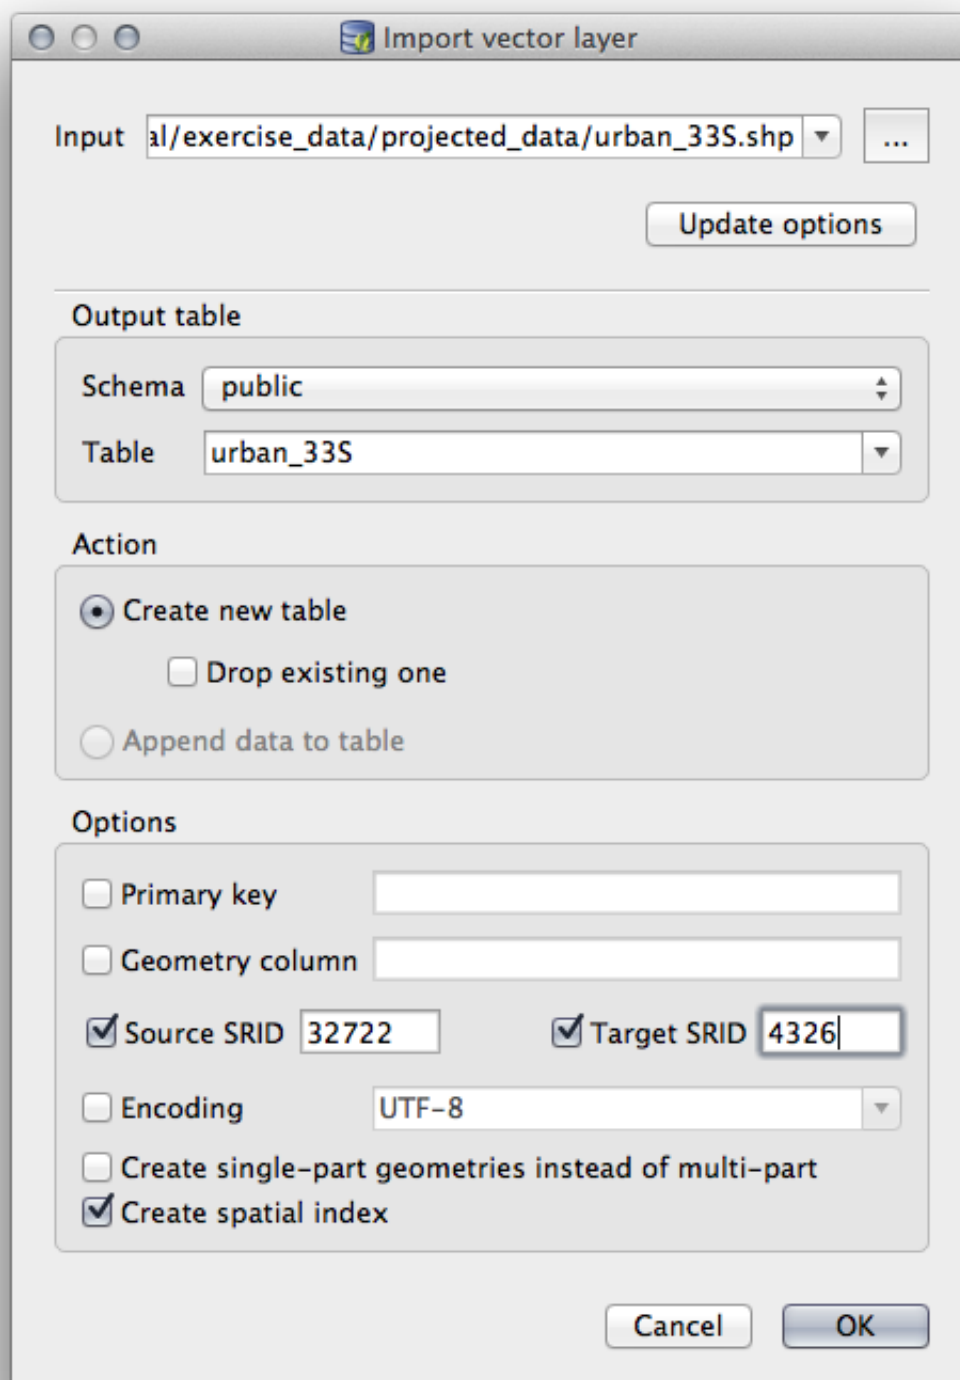 Import vector layer
Input al/exercise_data/projected_data/urban_33S.shp ...
Update options
Output table
Schema public
Table urban_33S
Action
Create new table
Drop existing one
Append data to table
Options
Primary key
Geometry column
Source SRID 32722 Target SRID 4326
Encoding UTF-8
Create single-part geometries instead of multi-part
Create spatial index
Cancel OK